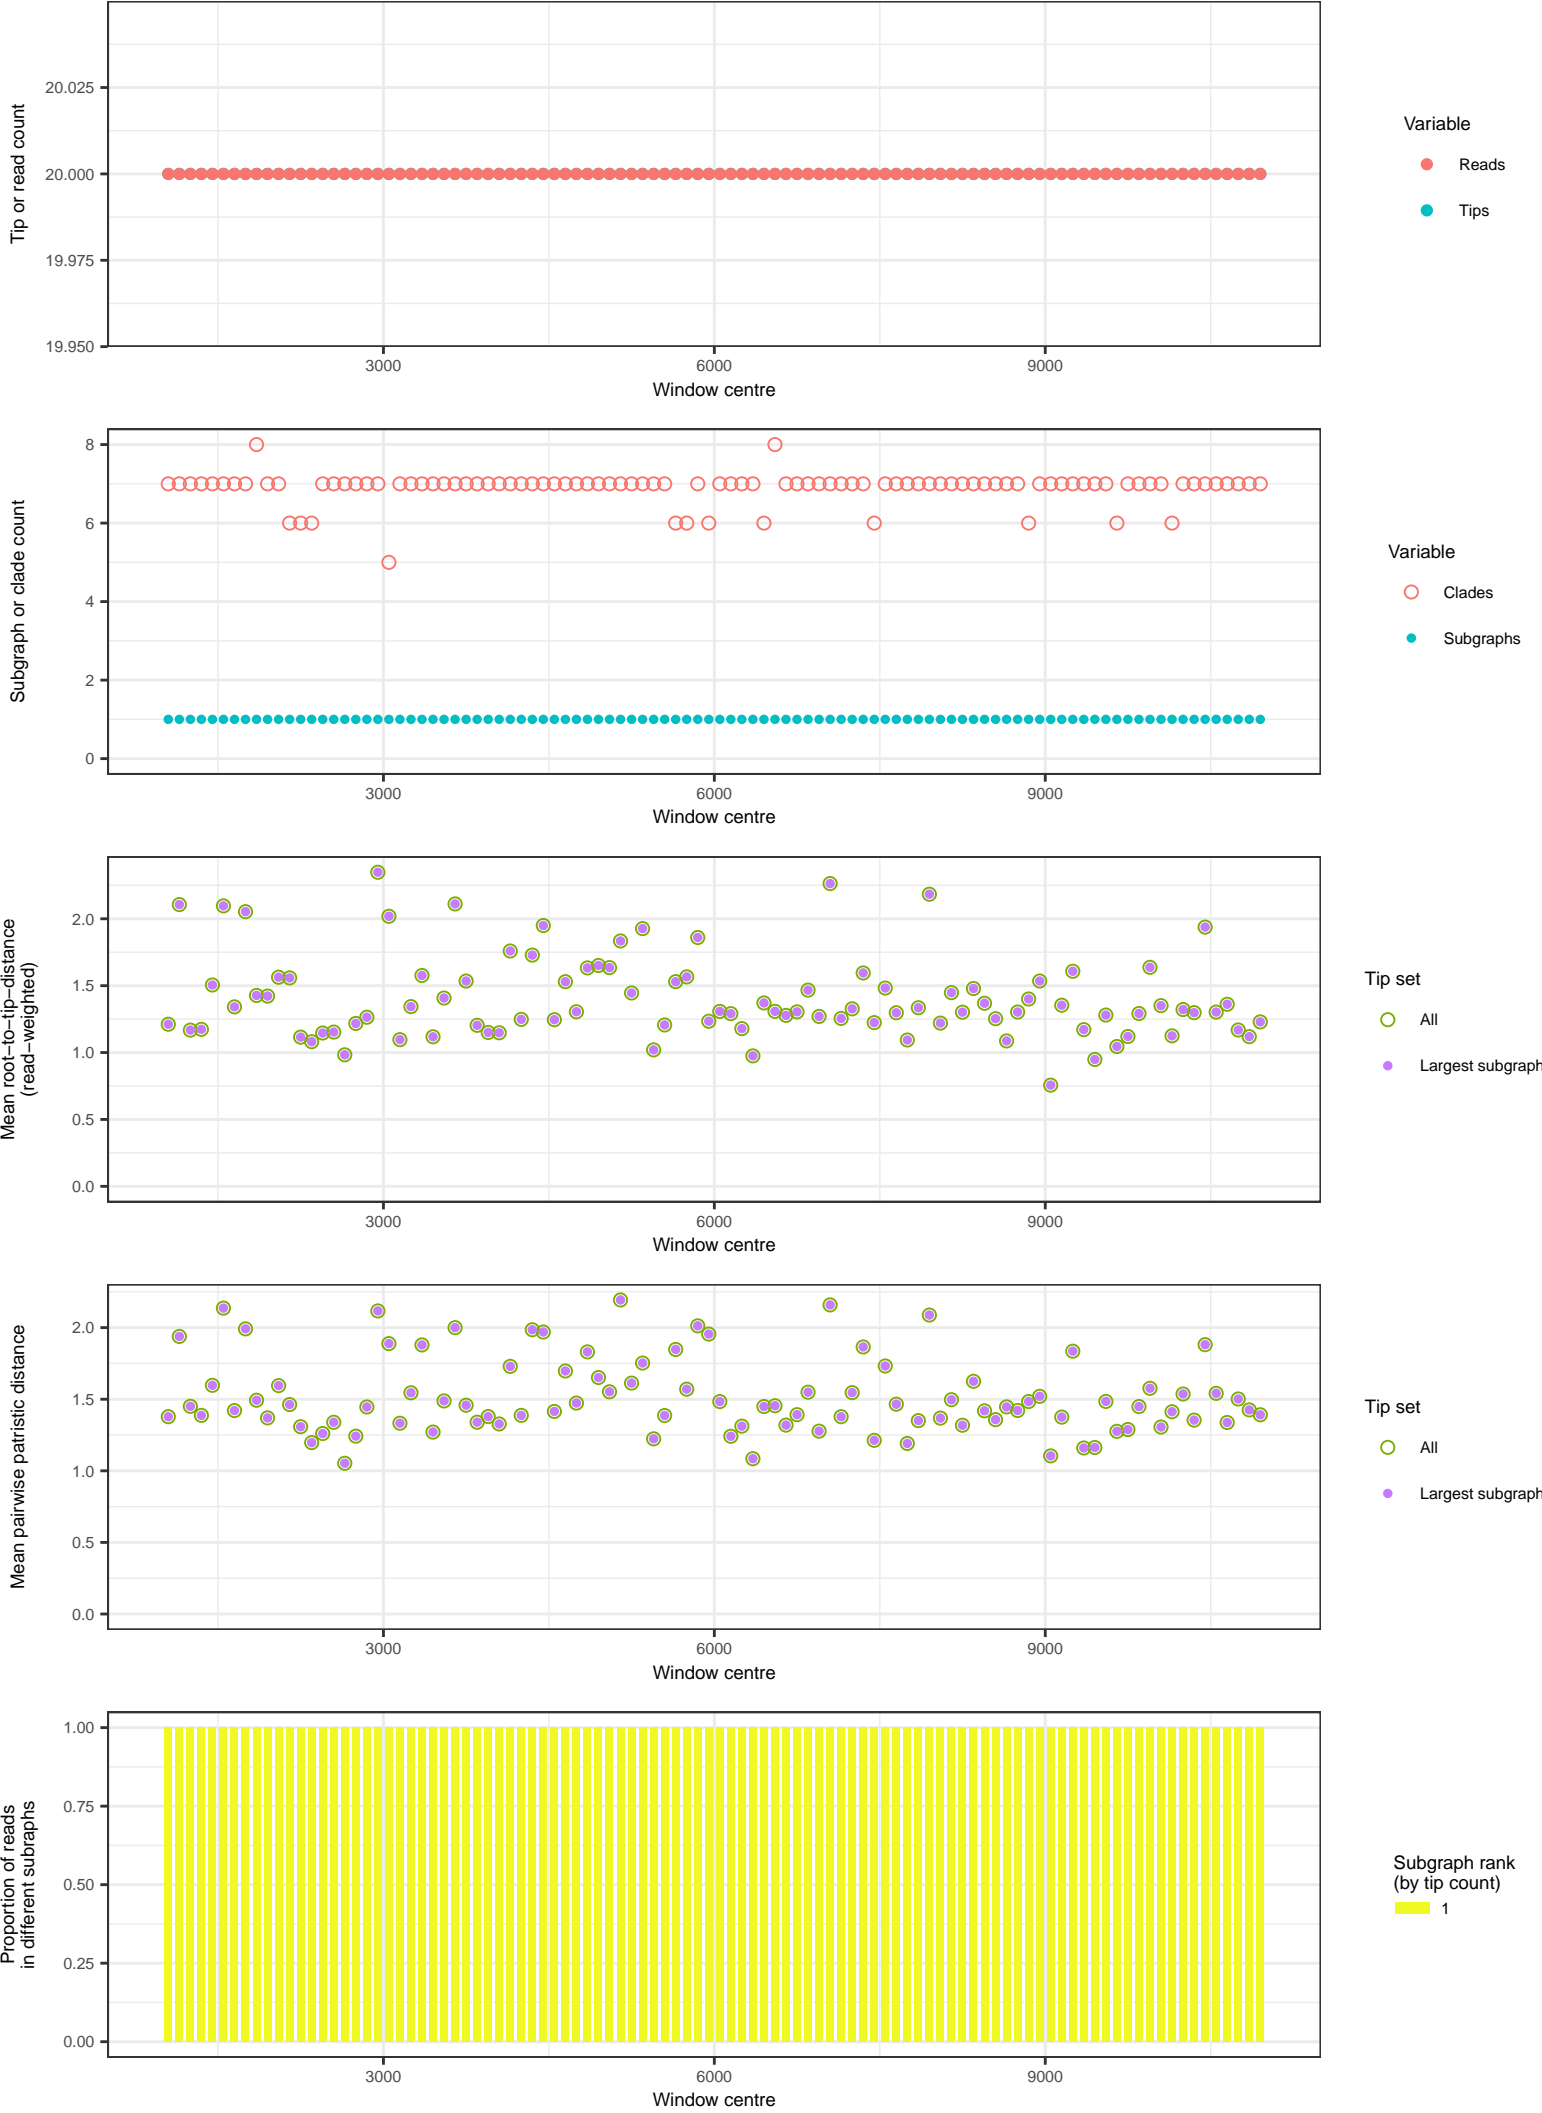 20.025
20.000
19.975
19.950
Tip or read count
3000 6000 9000
Window centre
Variable
Reads
Tips
8
6
4
2
0
Subgraph or clade count
3000 6000 9000
Window centre
Variable
Clades
Subgraphs
2.0
1.5
1.0
0.5
0.0
Mean root−to−tip−distance
(read−weighted)
3000 6000 9000
Window centre
Tip set
All
Largest subgraph
2.0
1.5
1.0
0.5
0.0
Mean pairwise patristic distance
3000 6000 9000
Window centre
Tip set
All
Largest subgraph
1.00
0.75
0.50
0.25
0.00
Proportion of reads
in different subraphs
3000 6000 9000
Window centre
Subgraph rank
(by tip count)
1